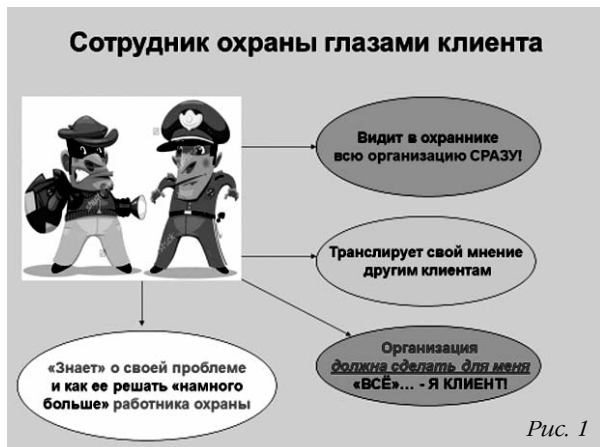 Сотрудник охраны глазами клиента
Видит в охраннике
всю организацию СРАЗУ!
Транслирует свой мнение
другим клиентам
Организация
должна сделать для меня
«ВСЁ»… - Я КЛИЕНТ!
«Знает» о своей проблеме
и как ее решать «намного
больше» работника охраны
Рис. 1